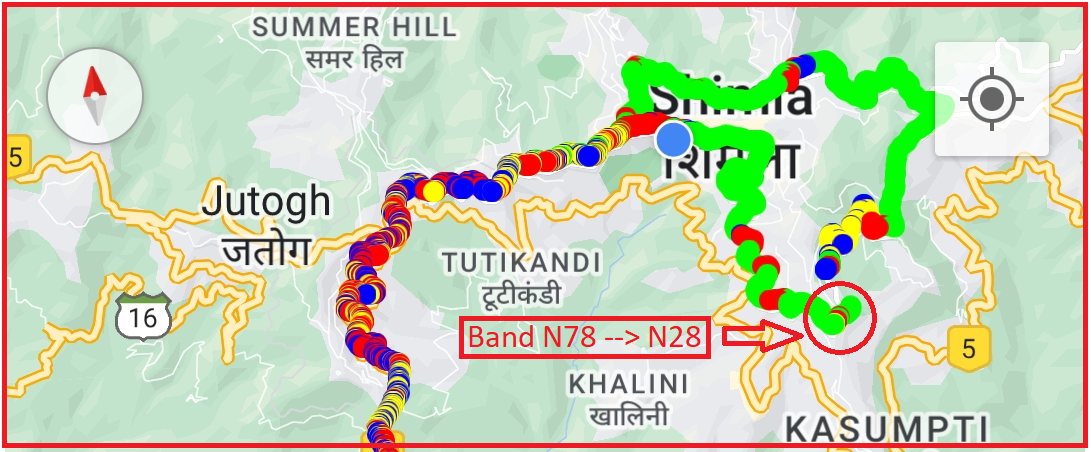 SUMMER HILL
समर हिल
5
Shimla
शिमला
Jutogh
जतोग
TUTIKANDI
टूटीकंडी
16
Band N78 --> N28
5
KHALINI
खालिनी
KASUMPTI